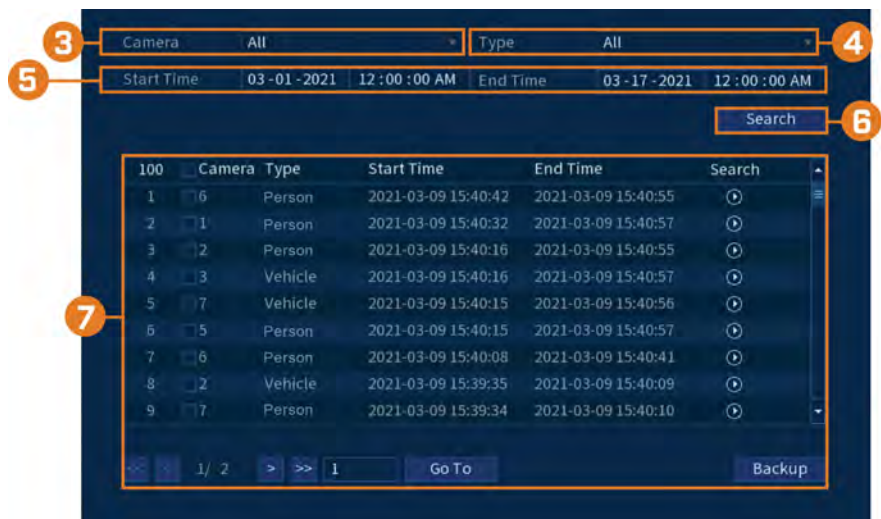 3 Camera All Type All 4
5 Start Time 03 -01 -2021 12 :00 :00 AM End Time 03 -17 -2021 12 :00 :00 AM
Search 6
100 Camera Type Start Time End Time Search
1 6 Person 2021-03-09 15:40:42 2021-03-09 15:40:55
2 1 Person 2021-03-09 15:40:32 2021-03-09 15:40:57
3 2 Person 2021-03-09 15:40:16 2021-03-09 15:40:55
4 3 Vehicle 2021-03-09 15:40:16 2021-03-09 15:40:57
5 7 Vehicle 2021-03-09 15:40:15 2021-03-09 15:40:56
7
6 5 Person 2021-03-09 15:40:15 2021-03-09 15:40:57
7 6 Person 2021-03-09 15:40:08 2021-03-09 15:40:41
8 2 Vehicle 2021-03-09 15:39:35 2021-03-09 15:40:09
9 7 Person 2021-03-09 15:39:34 2021-03-09 15:40:10
<< < 1/ 2 > >> 1 Go To Backup